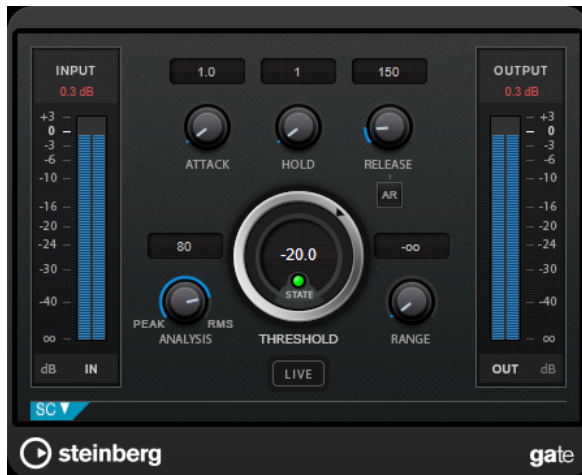 INPUT
0.3 dB
1.0
1
150
OUTPUT
0.3 dB
+3
0
-3
-6
-10
-16
-20
-24
-30
-40
∞
dB IN
ATTACK
HOLD
RELEASE
AR
80
-20.0
STATE
-∞
PEAK RMS
ANALYSIS
THRESHOLD
RANGE
LIVE
+3
0
-3
-6
-10
-16
-20
-24
-30
-40
∞
OUT dB
SC
steinberg
gate